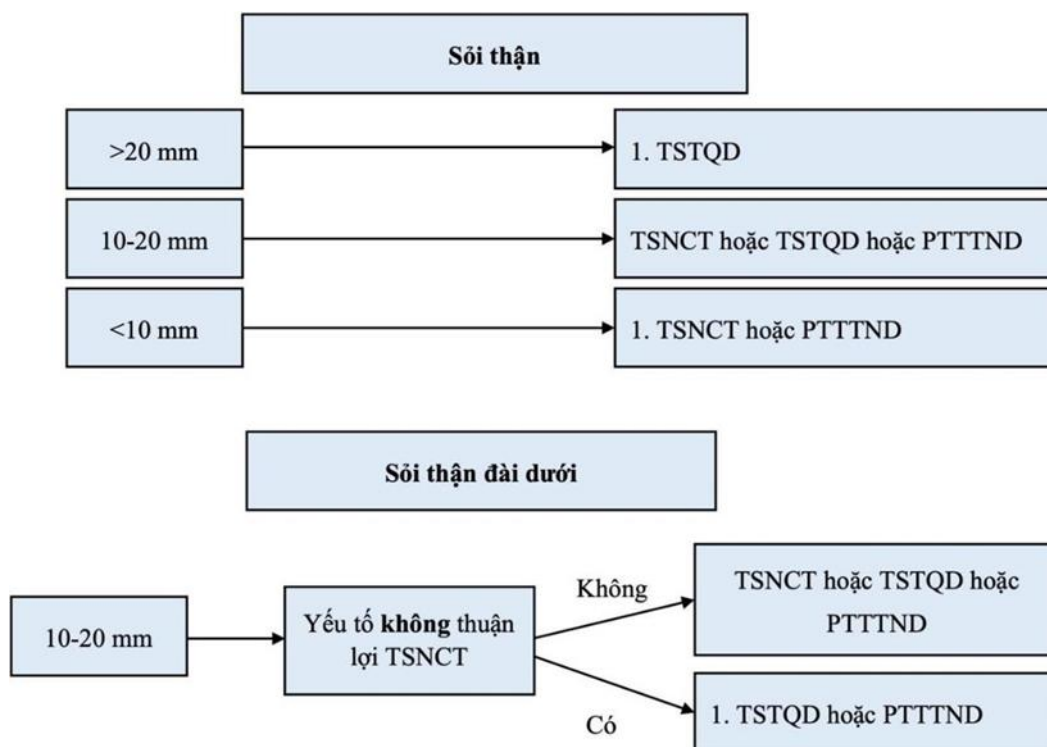 Sỏi thận
>20 mm
1. TSTQD
10-20 mm
TSNCT hoặc TSTQD hoặc PTTTND
<10 mm
1. TSNCT hoặc PTTTND
Sỏi thận đài dưới
10-20 mm
Yếu tố không thuận
lợi TSNCT
Không
TSNCT hoặc TSTQD hoặc
PTTTND
Có
1. TSTQD hoặc PTTTND